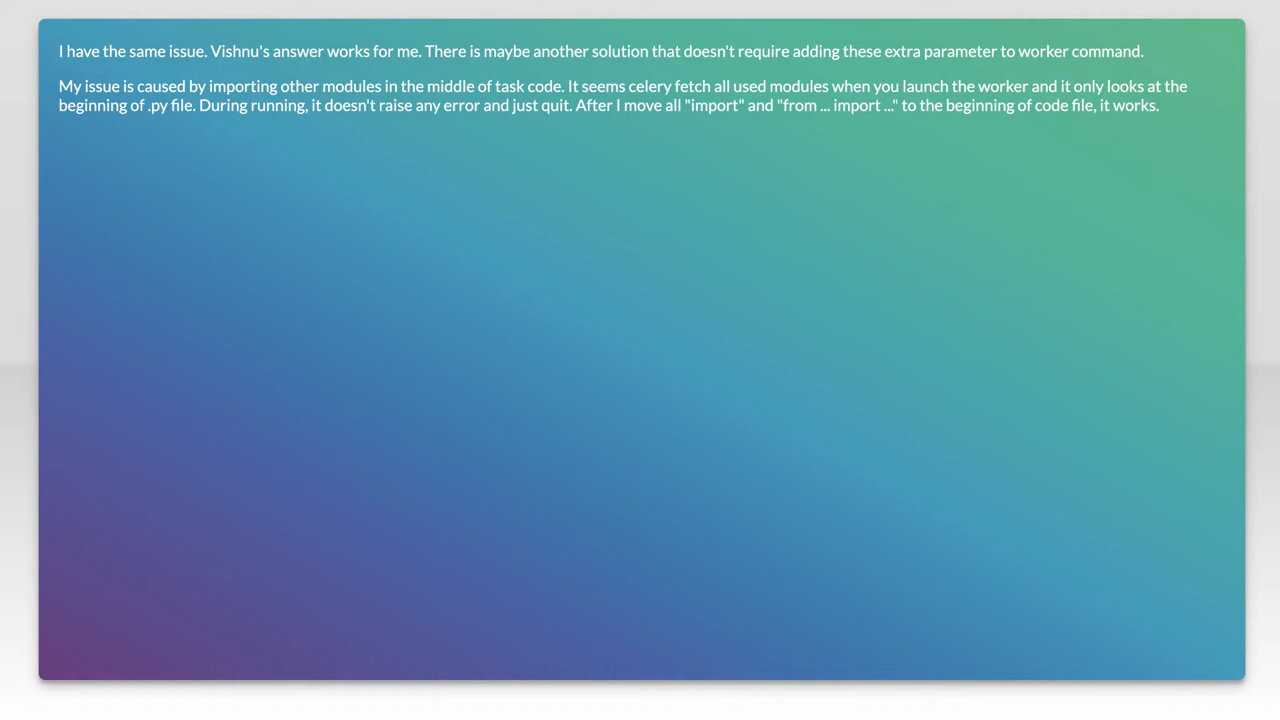 I have the same issue. Vishnu's answer works for me. There is maybe another solution that doesn't require adding these extra parameter to worker command.
My issue is caused by importing other modules in the middle of task code. It seems celery fetch all used modules when you launch the worker and it only looks at the
beginning of .py file. During running, it doesn't raise any error and just quit. After I move all "import" and "from ... import ..." to the beginning of code file, it works.